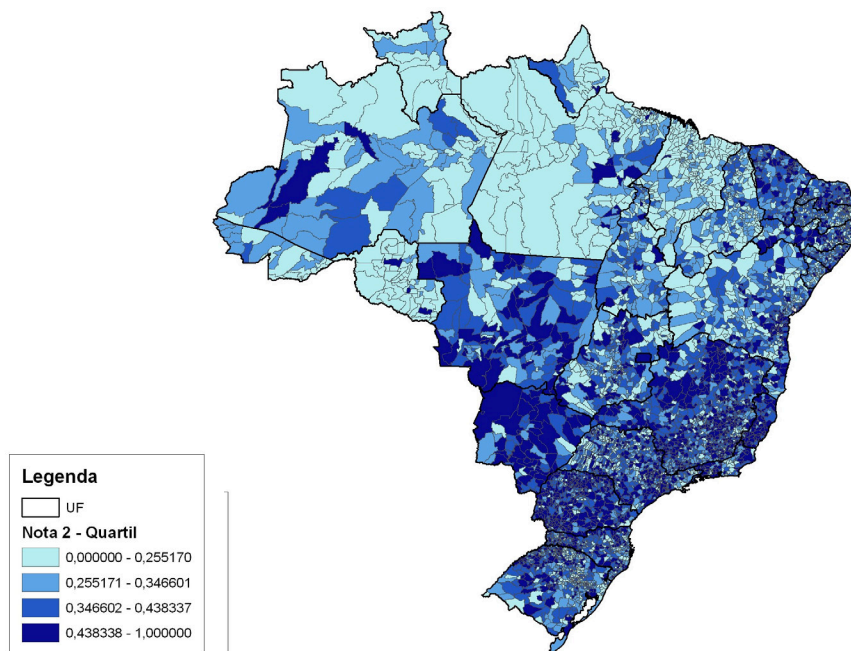 Legenda
UF
Nota 2 - Quartil
0,000000 - 0,255170
0,255171 - 0,346601
0,346602 - 0,438337
0,438338 - 1,000000